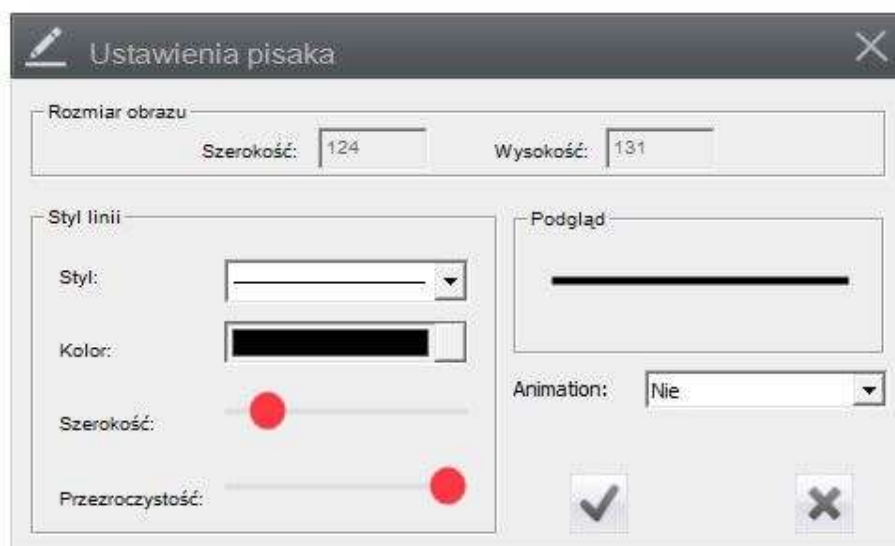 Ustawienia pisaka
Rozmiar obrazu
Szerokość: 124 Wysokość: 131
Styl linii
Styl:
Kolor:
Szerokość:
Przezroczystość:
Podgląd
Animation: Nie